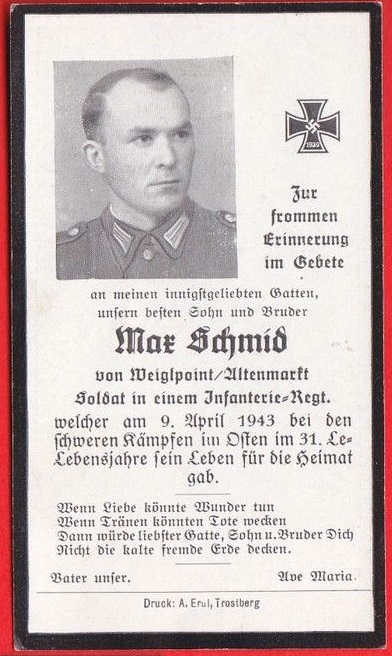 1939
Zur
frommen
Erinnerung
im Gebete
an meinen innigstgeliebten Gatten,
unsern besten Sohn und Bruder
Max Schmid
von Weiglpoint/Altenmarkt
Soldat in einem Infanterie-Regt.
welcher am 9. April 1943 bei den
schweren Kämpfen im Osten im 31. Le-
Lebensjahre sein Leben für die Heimat
gab.
Wenn Liebe könnte Wunder tun
Wenn Tränen könnten Tote wecken
Dann würde liebster Gatte, Sohn u. Bruder Dich
Nicht die kalte fremde Erde decken.
Vater unser. Ave Maria.
Druck: A. Erdl, Trostberg